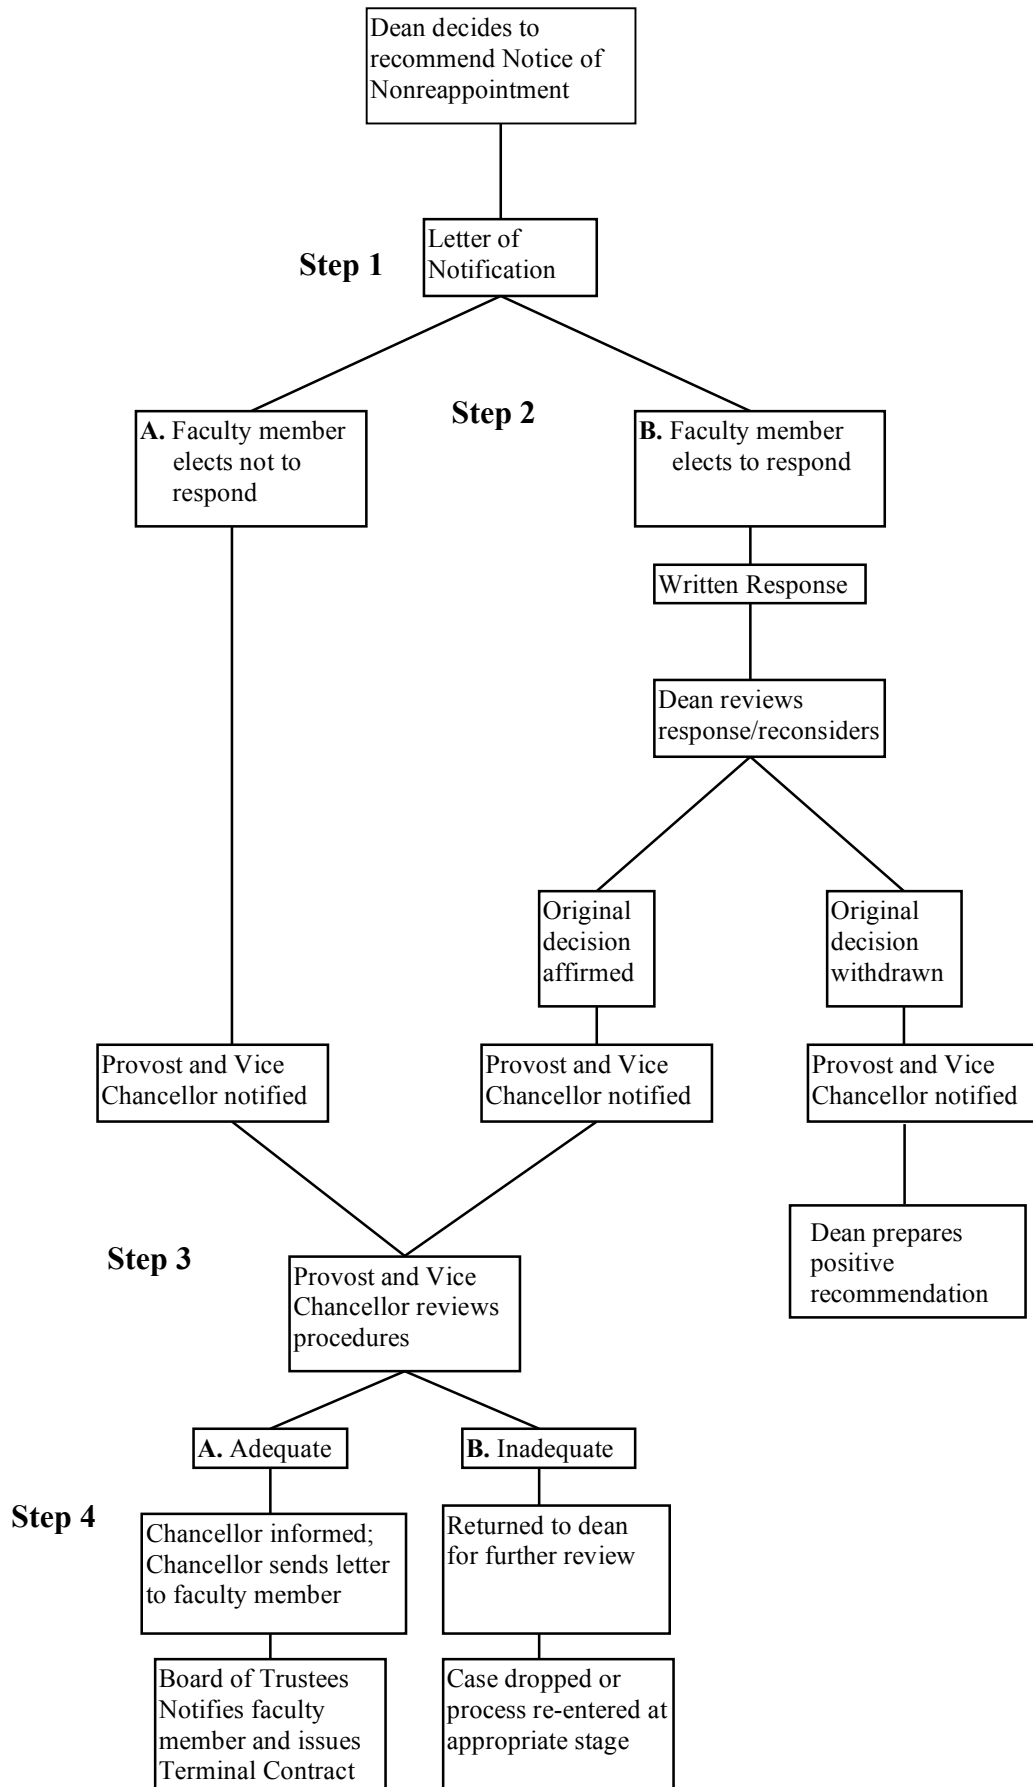 Dean decides to
recommend Notice of
Nonreappointment
Step 1
Letter of
Notification
Step 2
A. Faculty member
elects not to
respond
B. Faculty member
elects to respond
Written Response
Dean reviews
response/reconsiders
Original
decision
affirmed
Original
decision
withdrawn
Provost and Vice
Chancellor notified
Provost and Vice
Chancellor notified
Provost and Vice
Chancellor notified
Dean prepares
positive
recommendation
Step 3
Provost and Vice
Chancellor reviews
procedures
A. Adequate
B. Inadequate
Step 4
Chancellor informed;
Chancellor sends letter
to faculty member
Returned to dean
for further review
Board of Trustees
Notifies faculty
member and issues
Terminal Contract
Case dropped or
process re-entered at
appropriate stage